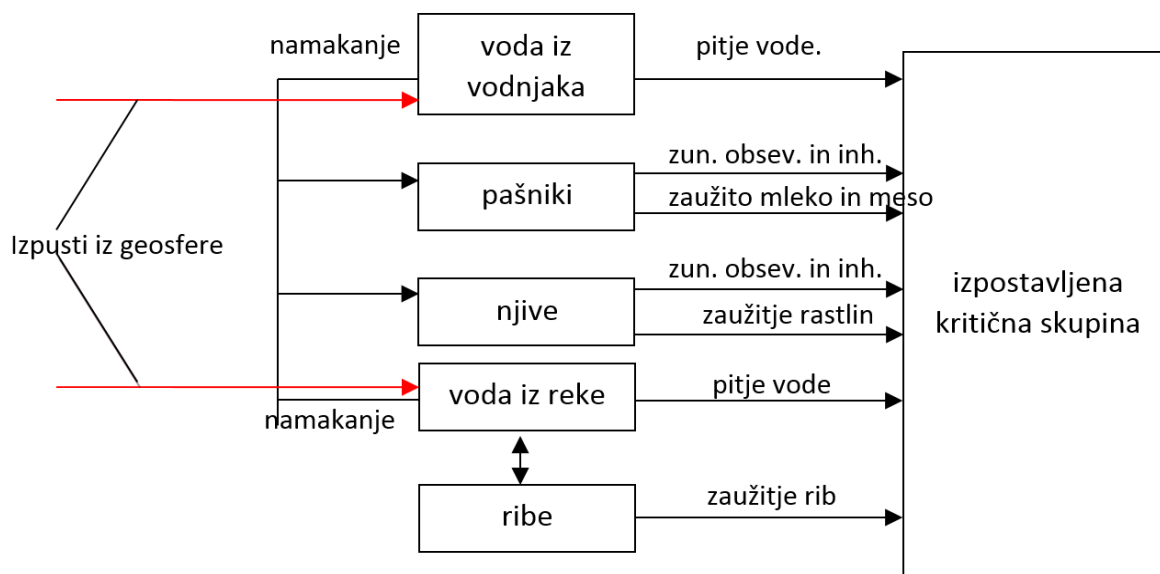 namakanje
voda iz
vodnjaka
pitje vode.
zun. obsev. in inh.
pašniki
zaužito mleko in meso
Izpusti iz geosfere
zun. obsev. in inh.
njive
zaužitje rastlin
izpostavljena
kritična skupina
voda iz reke
pitje vode
namakanje
ribe
zaužitje rib